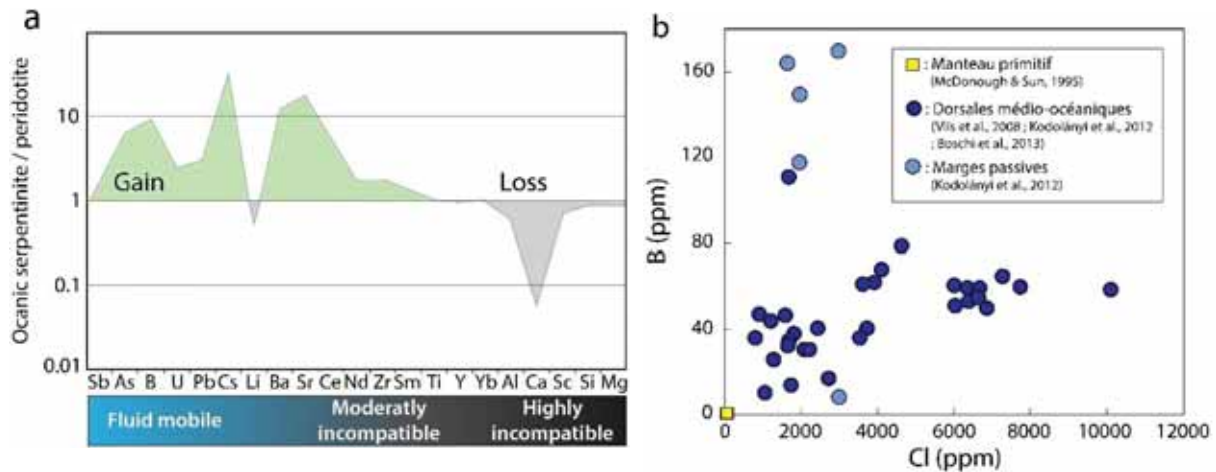 a
Ocanic serpentinite / peridotite
10
1
0.1
0.01
Gain
Loss
Sb As B U Pb Cs Li Ba Sr Ce Nd Zr Sm Ti Y Yb Al Ca Sc Si Mg
Fluid mobile
Moderatly
incompatible
Highly
incompatible
b
B (ppm)
160
120
80
40
0
: Manteau primitif
(McDonough & Sun, 1995)
: Dorsales médio-océaniques
(Vils et al., 2008 ; Kodolányi et al., 2012
; Boschi et al., 2013)
: Marges passives
(Kodolányi et al., 2012)
0 2000 4000 6000 8000 10000 12000
Cl (ppm)